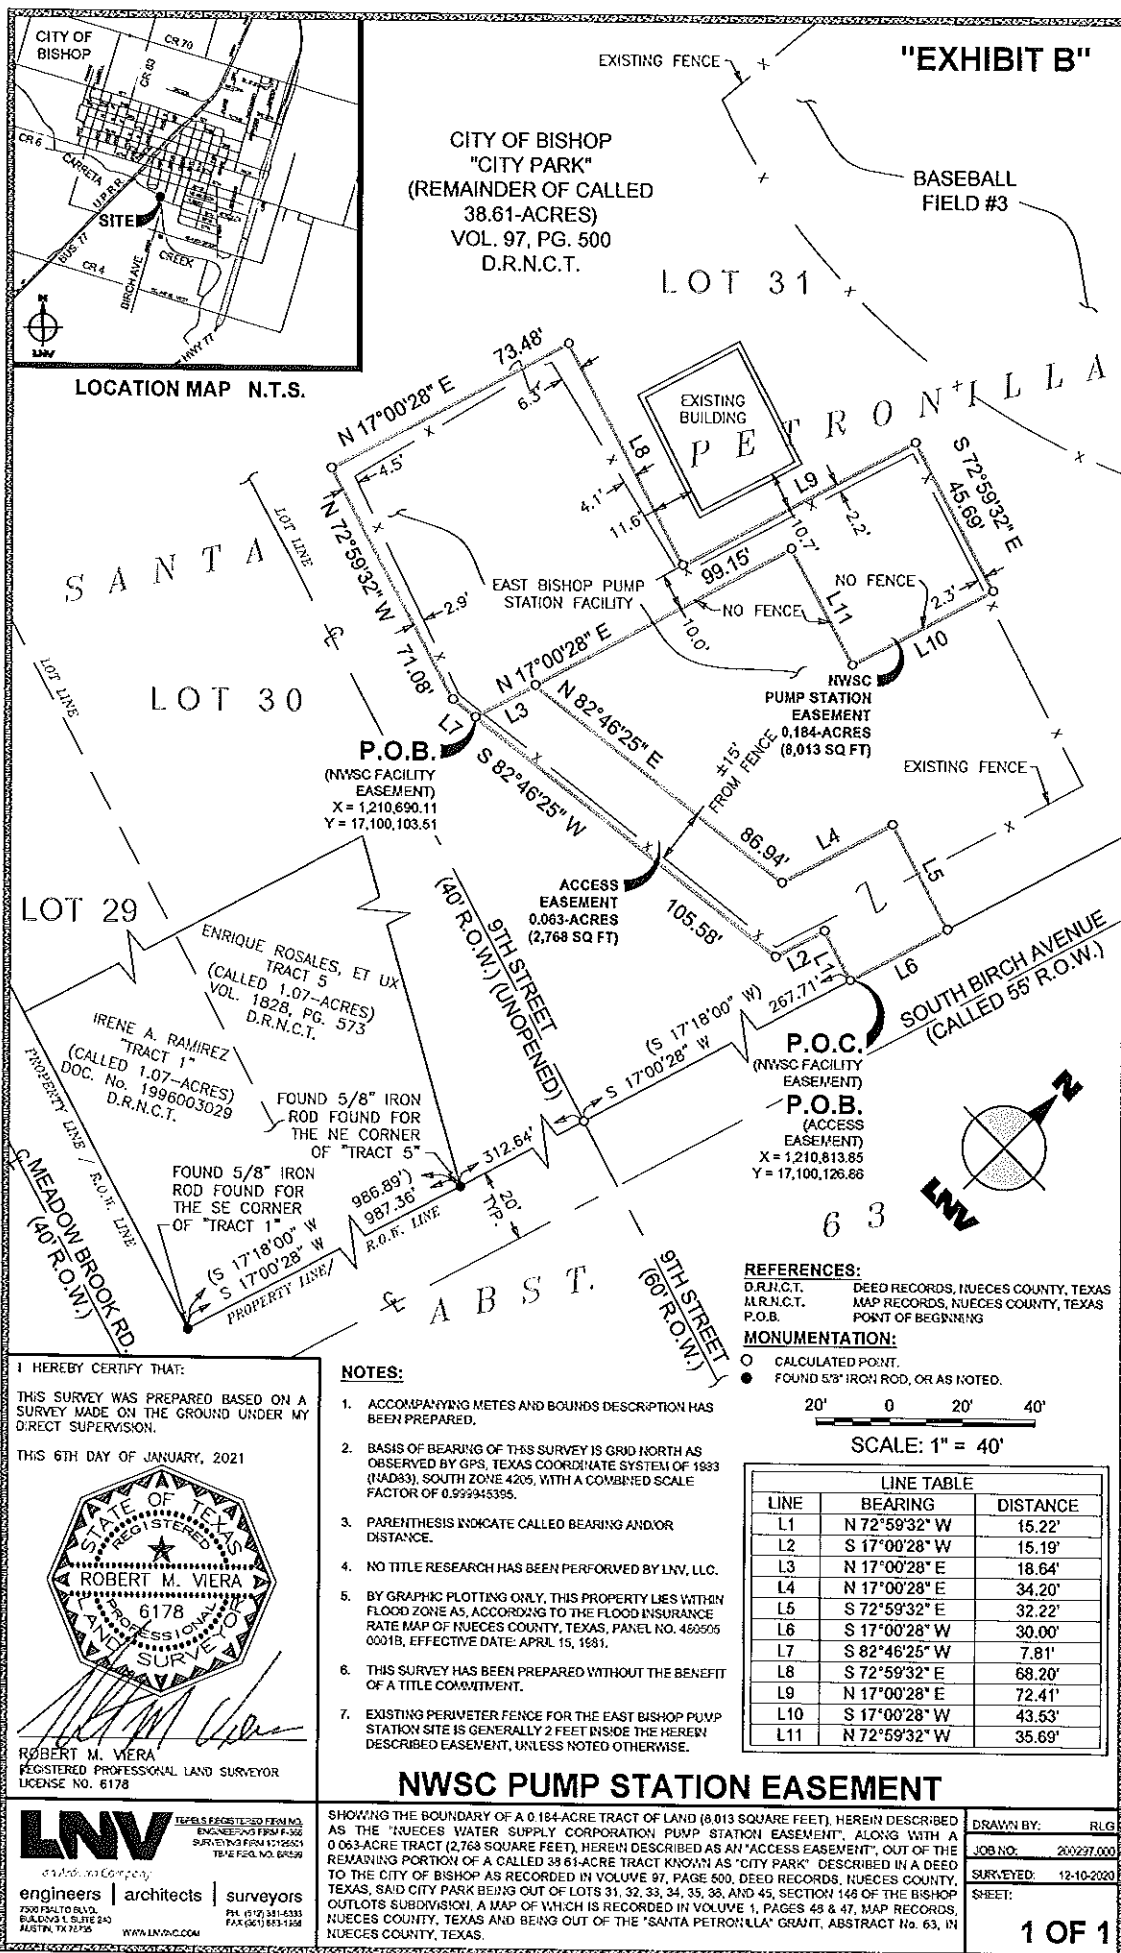 "EXHIBIT B"
CITY OF
BISHOP
CR 70
CR 83
CR 6
CARRETA
U.P.R.R.
SITE
BUS. 77
CR 4
BIRCH AVE
CREEK
HWY 77
N
LNV
LOCATION MAP N.T.S.
EXISTING FENCE
CITY OF BISHOP
"CITY PARK"
(REMAINDER OF CALLED
38.61-ACRES)
VOL. 97, PG. 500
D.R.N.C.T.
BASEBALL
FIELD #3
LOT 31
SANTA PETRONILLA
N 17°00'28" E
73.48'
6.3'
4.5'
L8
4.1'
11.6'
EXISTING
BUILDING
L9
S 72°59'32" E
45.69'
2.2'
10.7'
99.15'
LOT LINE
N 72°59'32" W
71.08'
2.9'
EAST BISHOP PUMP
STATION FACILITY
NO FENCE
NO FENCE
L11
2.3'
L10
10.0'
N 17°00'28" E
LOT LINE
LOT 30
L7
L3
N 82°46'25" E
86.94'
NWSC
PUMP STATION
EASEMENT
0.184-ACRES
(8,013 SQ FT)
P.O.B.
(NWSC FACILITY
EASEMENT)
X = 1,210,690.11
Y = 17,100,103.51
S 82°46'25" W
105.58'
±15'
FROM FENCE
EXISTING FENCE
L4
L5
ACCESS
EASEMENT
0.063-ACRES
(2,768 SQ FT)
L2
L1
L6
LOT 29
ENRIQUE ROSALES, ET UX
TRACT 5
(CALLED 1.07-ACRES)
VOL. 1828, PG. 573
D.R.N.C.T.
IRENE A. RAMIREZ
"TRACT 1"
(CALLED 1.07-ACRES)
DOC. No. 1996003029
D.R.N.C.T.
9TH STREET
(40' R.O.W.) (UNOPENED)
SOUTH BIRCH AVENUE
(CALLED 55' R.O.W.)
(S 17°18'00" W)
S 17°00'28" W
267.71'
P.O.C.
(NWSC FACILITY
EASEMENT)
P.O.B.
(ACCESS
EASEMENT)
X = 1,210,813.85
Y = 17,100,126.86
PROPERTY LINE / R.O.W. LINE
MEADOW BROOK RD.
(40' R.O.W.)
FOUND 5/8" IRON
ROD FOUND FOR
THE NE CORNER
OF "TRACT 5"
FOUND 5/8" IRON
ROD FOUND FOR
THE SE CORNER
OF "TRACT 1"
312.64'
986.89')
987.36'
(S 17°18'00" W
S 17°00'28" W
PROPERTY LINE/
R.O.W. LINE
20'
TYP.
ABST. 63
9TH STREET
(60' R.O.W.)
N
LNV
REFERENCES:
D.R.N.C.T. DEED RECORDS, NUECES COUNTY, TEXAS
M.R.N.C.T. MAP RECORDS, NUECES COUNTY, TEXAS
P.O.B. POINT OF BEGINNING
MONUMENTATION:
CALCULATED POINT.
FOUND 5/8" IRON ROD, OR AS NOTED.
20' 0 20' 40'
SCALE: 1" = 40'
LINE TABLE
LINE BEARING DISTANCE
L1 N 72°59'32" W 15.22'
L2 S 17°00'28" W 15.19'
L3 N 17°00'28" E 18.64'
L4 N 17°00'28" E 34.20'
L5 S 72°59'32" E 32.22'
L6 S 17°00'28" W 30.00'
L7 S 82°46'25" W 7.81'
L8 S 72°59'32" E 68.20'
L9 N 17°00'28" E 72.41'
L10 S 17°00'28" W 43.53'
L11 N 72°59'32" W 35.69'
I HEREBY CERTIFY THAT:
THIS SURVEY WAS PREPARED BASED ON A
SURVEY MADE ON THE GROUND UNDER MY
DIRECT SUPERVISION.
THIS 6TH DAY OF JANUARY, 2021
STATE OF TEXAS
REGISTERED
ROBERT M. VIERA
6178
PROFESSIONAL
LAND SURVEYOR
ROBERT M. VIERA
REGISTERED PROFESSIONAL LAND SURVEYOR
LICENSE NO. 6178
NOTES:
1. ACCOMPANYING METES AND BOUNDS DESCRIPTION HAS
BEEN PREPARED.
2. BASIS OF BEARING OF THIS SURVEY IS GRID NORTH AS
OBSERVED BY GPS, TEXAS COORDINATE SYSTEM OF 1983
(NAD83), SOUTH ZONE 4205, WITH A COMBINED SCALE
FACTOR OF 0.999945395.
3. PARENTHESIS INDICATE CALLED BEARING AND/OR
DISTANCE.
4. NO TITLE RESEARCH HAS BEEN PERFORMED BY LNV, LLC.
5. BY GRAPHIC PLOTTING ONLY, THIS PROPERTY LIES WITHIN
FLOOD ZONE A5, ACCORDING TO THE FLOOD INSURANCE
RATE MAP OF NUECES COUNTY, TEXAS, PANEL NO. 485505
0001B, EFFECTIVE DATE: APRIL 15, 1981.
6. THIS SURVEY HAS BEEN PREPARED WITHOUT THE BENEFIT
OF A TITLE COMMITMENT.
7. EXISTING PERIMETER FENCE FOR THE EAST BISHOP PUMP
STATION SITE IS GENERALLY 2 FEET INSIDE THE HEREIN
DESCRIBED EASEMENT, UNLESS NOTED OTHERWISE.
NWSC PUMP STATION EASEMENT
LNV
engineers | architects | surveyors
AUSTIN, TX
WWW.LNVINC.COM
SHOWING THE BOUNDARY OF A 0.184-ACRE TRACT OF LAND (8,013 SQUARE FEET), HEREIN DESCRIBED
AS THE "NUECES WATER SUPPLY CORPORATION PUMP STATION EASEMENT", ALONG WITH A
0.063-ACRE TRACT (2,768 SQUARE FEET), HEREIN DESCRIBED AS AN "ACCESS EASEMENT", OUT OF THE
REMAINING PORTION OF A CALLED 38.61-ACRE TRACT KNOWN AS "CITY PARK" DESCRIBED IN A DEED
TO THE CITY OF BISHOP AS RECORDED IN VOLUME 97, PAGE 500, DEED RECORDS, NUECES COUNTY,
TEXAS, SAID CITY PARK BEING OUT OF LOTS 31, 32, 33, 34, 35, 36, AND 45, SECTION 146 OF THE BISHOP
OUTLOTS SUBDIVISION, A MAP OF WHICH IS RECORDED IN VOLUME 1, PAGES 46 & 47, MAP RECORDS,
NUECES COUNTY, TEXAS AND BEING OUT OF THE "SANTA PETRONILLA" GRANT, ABSTRACT No. 63, IN
NUECES COUNTY, TEXAS.
DRAWN BY: RLG
JOB NO: 200297.000
SURVEYED: 12-10-2020
SHEET:
1 OF 1